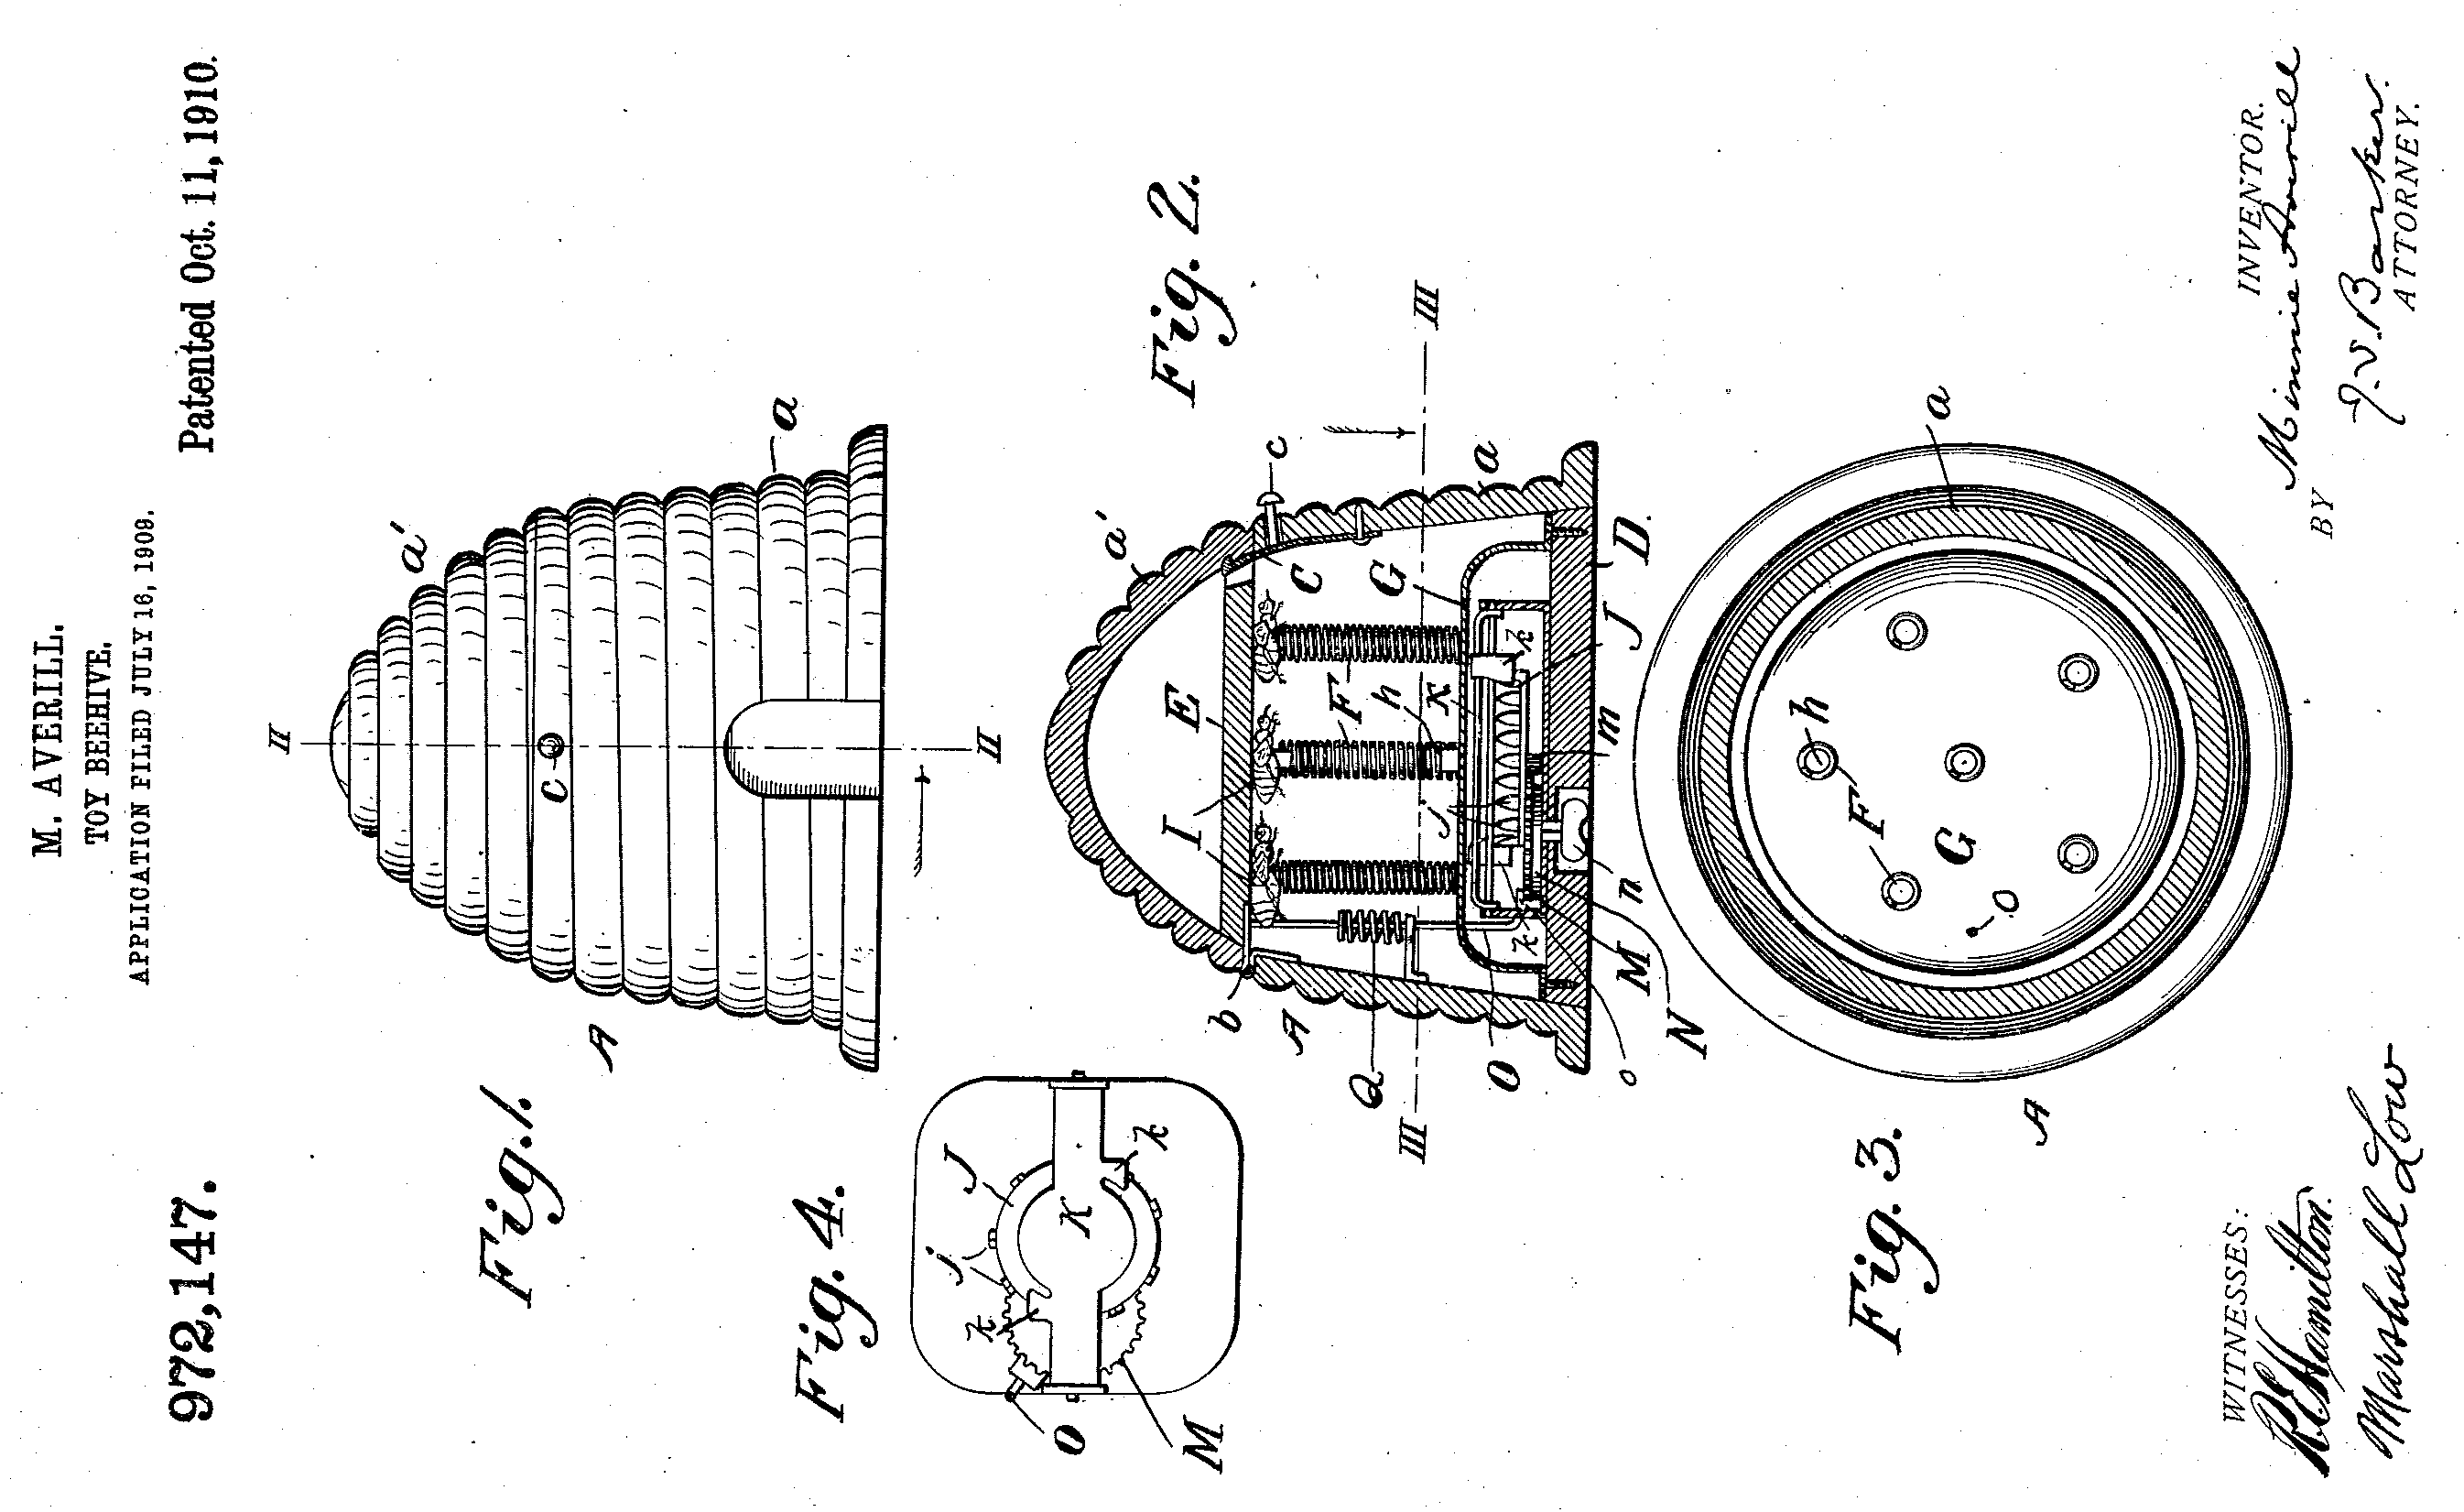 M. AVERILL.
TOY BEEHIVE.
APPLICATION FILED JULY 16, 1909.
972,147.
Patented Oct. 11, 1910.
Fig. 1.
II
a'
a
c
A
II
Fig. 2.
a'
c
a
C
E
I
G
F
h
K
k
j
D
J
m
n
k
M
N
o
O
Q
b
A
III
III
Fig. 4.
J
j
K
k
k
O
M
Fig. 3.
a
h
F
G
O
A
WITNESSES:
R Hamilton.
Marshall Low
INVENTOR.
Minnie Averill
BY
Barker.
ATTORNEY.